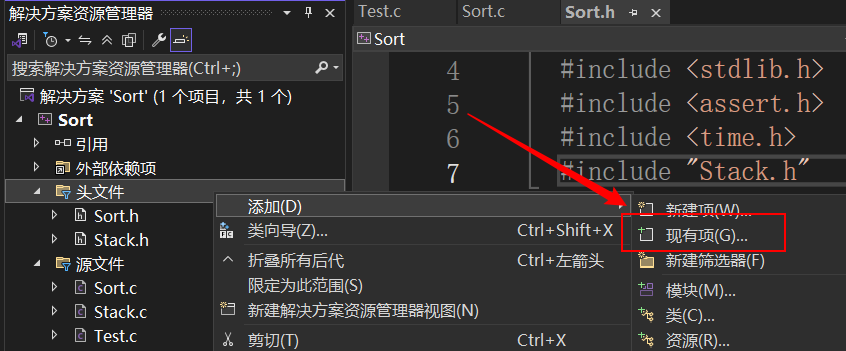 解决方案资源管理器
搜索解决方案资源管理器(Ctrl+;)
解决方案 'Sort' (1 个项目，共 1 个)
Sort
引用
外部依赖项
头文件
Sort.h
Stack.h
源文件
Sort.c
Stack.c
Test.c
Test.c Sort.c Sort.h
Sort
4 #include <stdlib.h>
5 #include <assert.h>
6 #include <time.h>
7 #include "Stack.h"
添加(D)
类向导(Z)... Ctrl+Shift+X
折叠所有后代 Ctrl+左箭头
限定为此范围(S)
新建解决方案资源管理器视图(N)
剪切(T) Ctrl+X
新建项(W)...
现有项(G)...
新建筛选器(F)
模块(M)...
类(C)...
资源(R)...